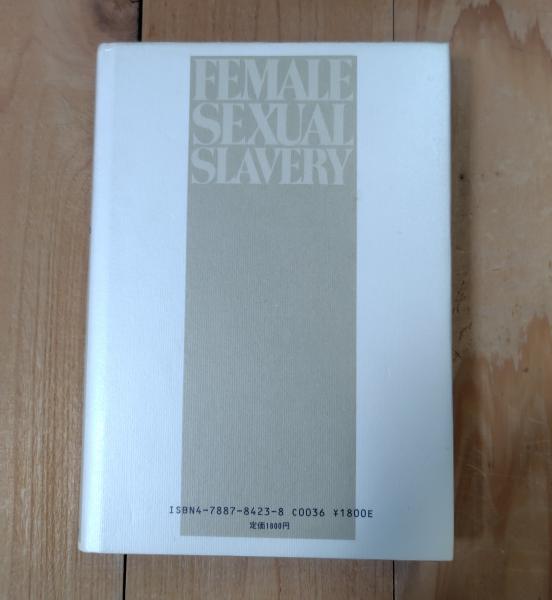 FEMALE
SEXUAL
SLAVERY
ISBN4-7887-8423-8 C0036 ¥1800E
定価1800円